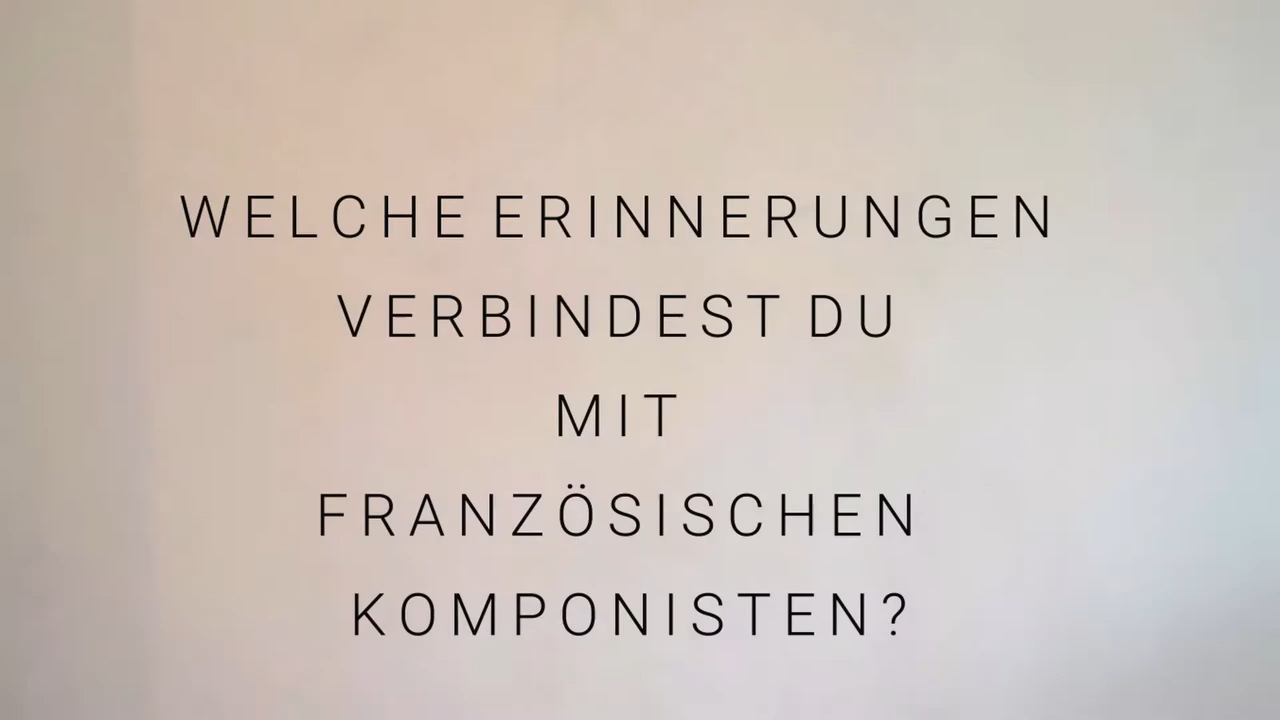 WELCHE ERINNERUNGEN
VERBINDEST DU
MIT
FRANZÖSISCHEN
KOMPONISTEN?